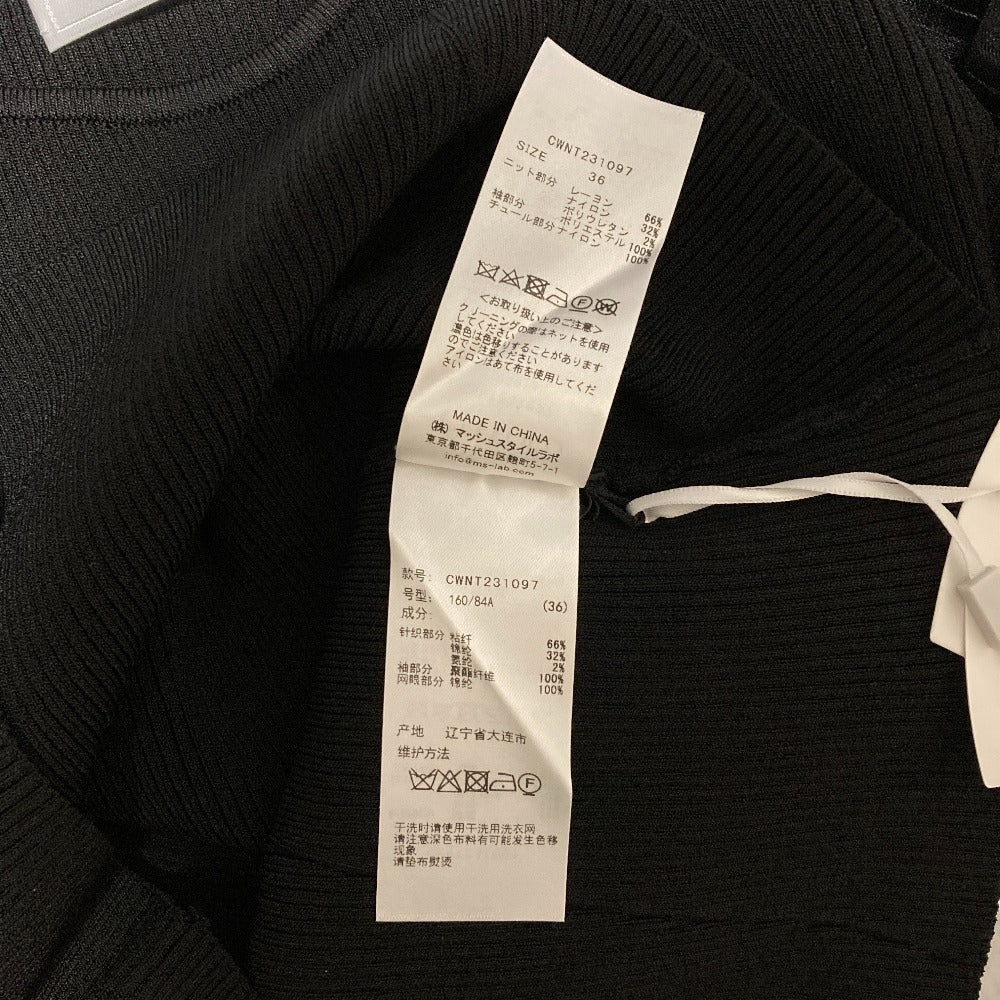 CWNT231097
SIZE 36
ニット部分 レーヨン 66%
ナイロン 32%
ポリウレタン 2%
袖部分 ポリエステル 100%
チュール部分 ナイロン 100%
F
W
<お取り扱い上のご注意>
クリーニングの際はネットを使用
してください
濃色は色移りすることがあります
のでご注意ください
アイロンはあて布を使用してくだ
さい
MADE IN CHINA
(株) マッシュスタイルラボ
東京都千代田区麹町5-7-1
info@ms-lab.com
款号: CWNT231097
号型: 160/84A (36)
成分:
针织部分 粘纤 66%
锦纶 32%
氨纶 2%
袖部分 聚酯纤维 100%
网眼部分 锦纶 100%
产地 辽宁省大连市
维护方法
F
干洗时请使用干洗用洗衣网
请注意深色布料有可能发生色移
现象
请垫布熨烫